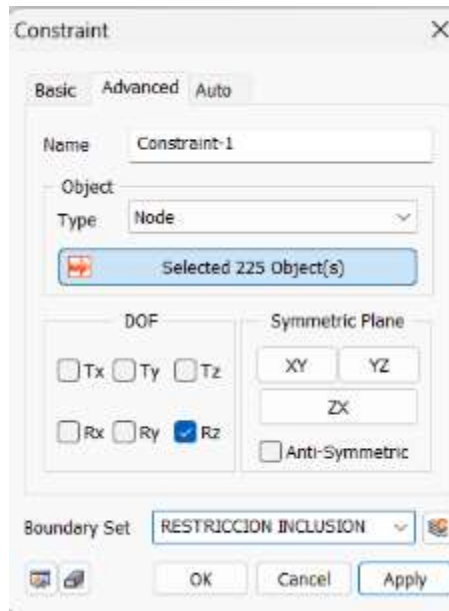 Constraint
Basic Advanced Auto
Name Constraint-1
Object
Type Node
Selected 225 Object(s)
DOF
Tx Ty Tz
Rx Ry Rz
Symmetric Plane
XY YZ
ZX
Anti-Symmetric
Boundary Set RESTRICCION INCLUSION
OK Cancel Apply